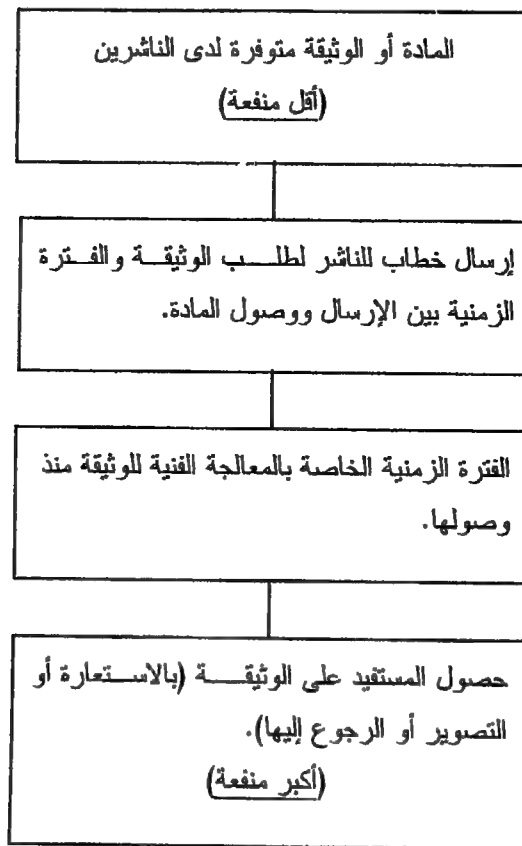 المادة أو الوثيقة متوفرة لدى الناشرين
(أقل منفعة)
إرسال خطاب للناشر لطلب الوثيقة والفترة
الزمنية بين الإرسال ووصول المادة.
الفترة الزمنية الخاصة بالمعالجة الفنية للوثيقة منذ
وصولها.
حصول المستفيد على الوثيقة (بالاستعارة أو
التصوير أو الرجوع إليها).
(أكبر منفعة)